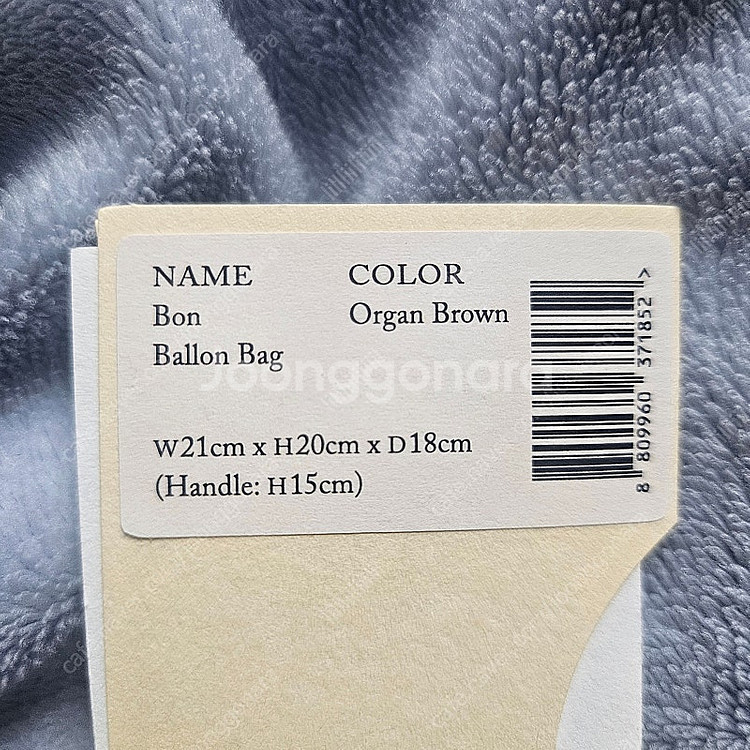 NAME
Bon
Ballon Bag
COLOR
Organ Brown
W21cm x H20cm x D18cm
(Handle: H15cm)
8 809960 371852 >
Joonggonara